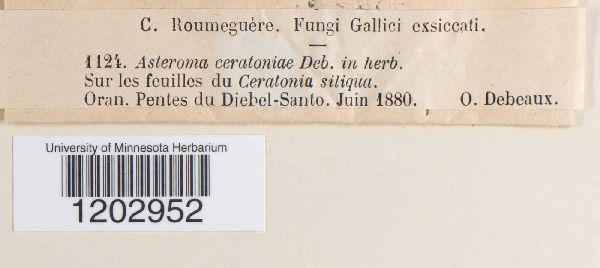 C. Roumeguère. Fungi Gallici exsiccati.
1124. Asteroma ceratoniae Deb. in herb.
Sur les feuilles du Ceratonia siliqua.
Oran. Pentes du Djebel-Santo. Juin 1880. O. Debeaux.
University of Minnesota Herbarium
1202952